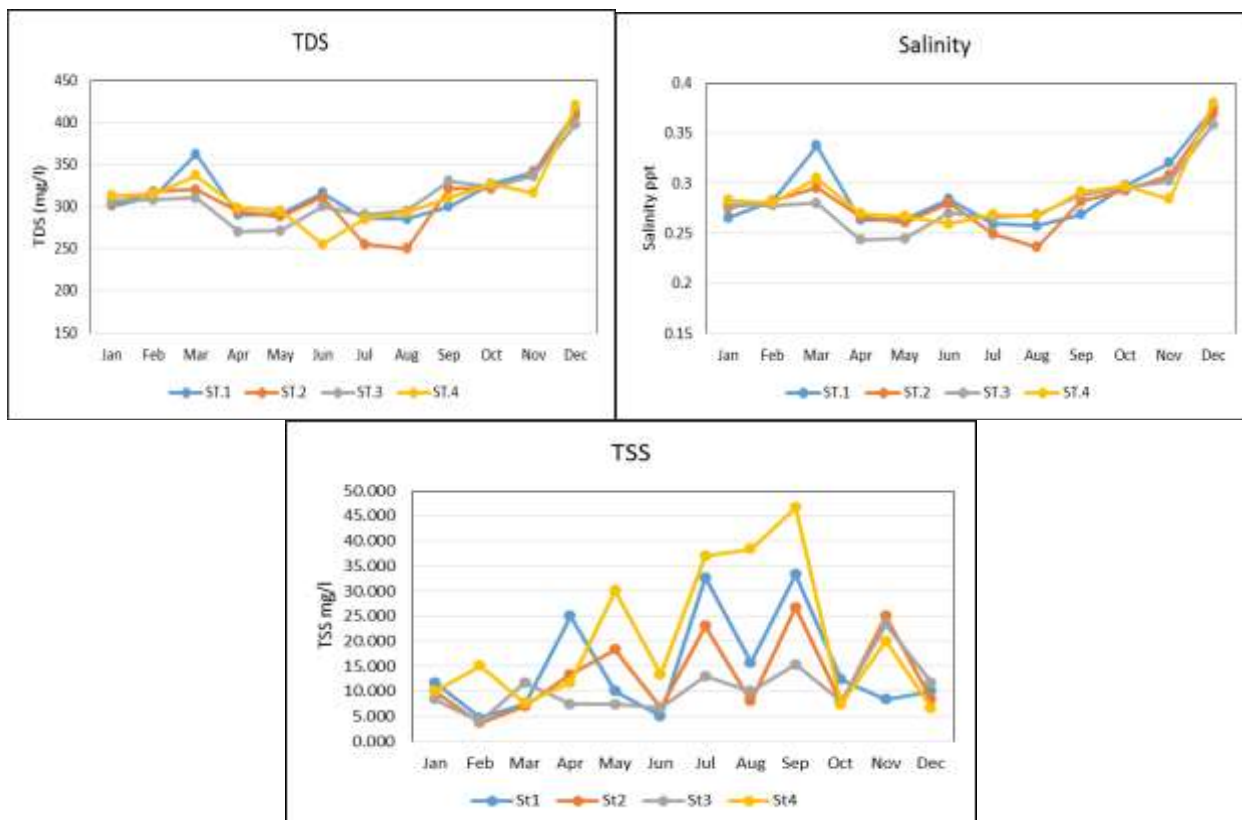 TDS
TDS (mg/l)
450
400
350
300
250
200
150
Jan Feb Mar Apr May Jun Jul Aug Sep Oct Nov Dec
ST.1 ST.2 ST.3 ST.4
Salinity
Salinity ppt
0.4
0.35
0.3
0.25
0.2
0.15
Jan Feb Mar Apr May Jun Jul Aug Sep Oct Nov Dec
ST.1 ST.2 ST.3 ST.4
TSS
TSS mg/l
50.000
45.000
40.000
35.000
30.000
25.000
20.000
15.000
10.000
5.000
0.000
Jan Feb Mar Apr May Jun Jul Aug Sep Oct Nov Dec
St1 St2 St3 St4